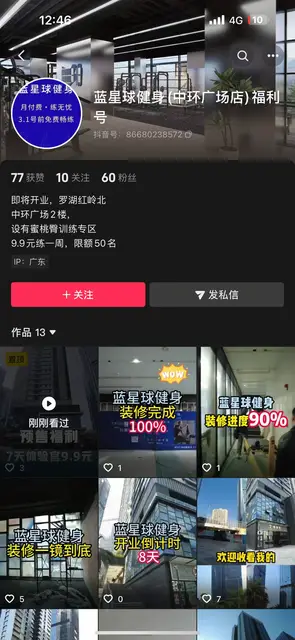 12:46
4G
10
蓝星球健身
月付费·练无忧
3.1号前免费畅练
蓝星球健身(中环广场店)福利号
抖音号:86680238572
77 获赞 10 关注 60 粉丝
即将开业,罗湖红岭北
中环广场2楼,
设有蜜桃臀训练专区
9.9元练一周,限额50名
IP:广东
+ 关注
发私信
作品 13
置顶
刚刚看过
预售福利
7天体验宽9.9元
3
WOW
蓝星球健身
装修完成
100%
1
蓝星球健身
装修进度90%
1
蓝星球健身
装修一镜到底
5
蓝星球健身
开业倒计时
8天
0
欢迎收看我的
7